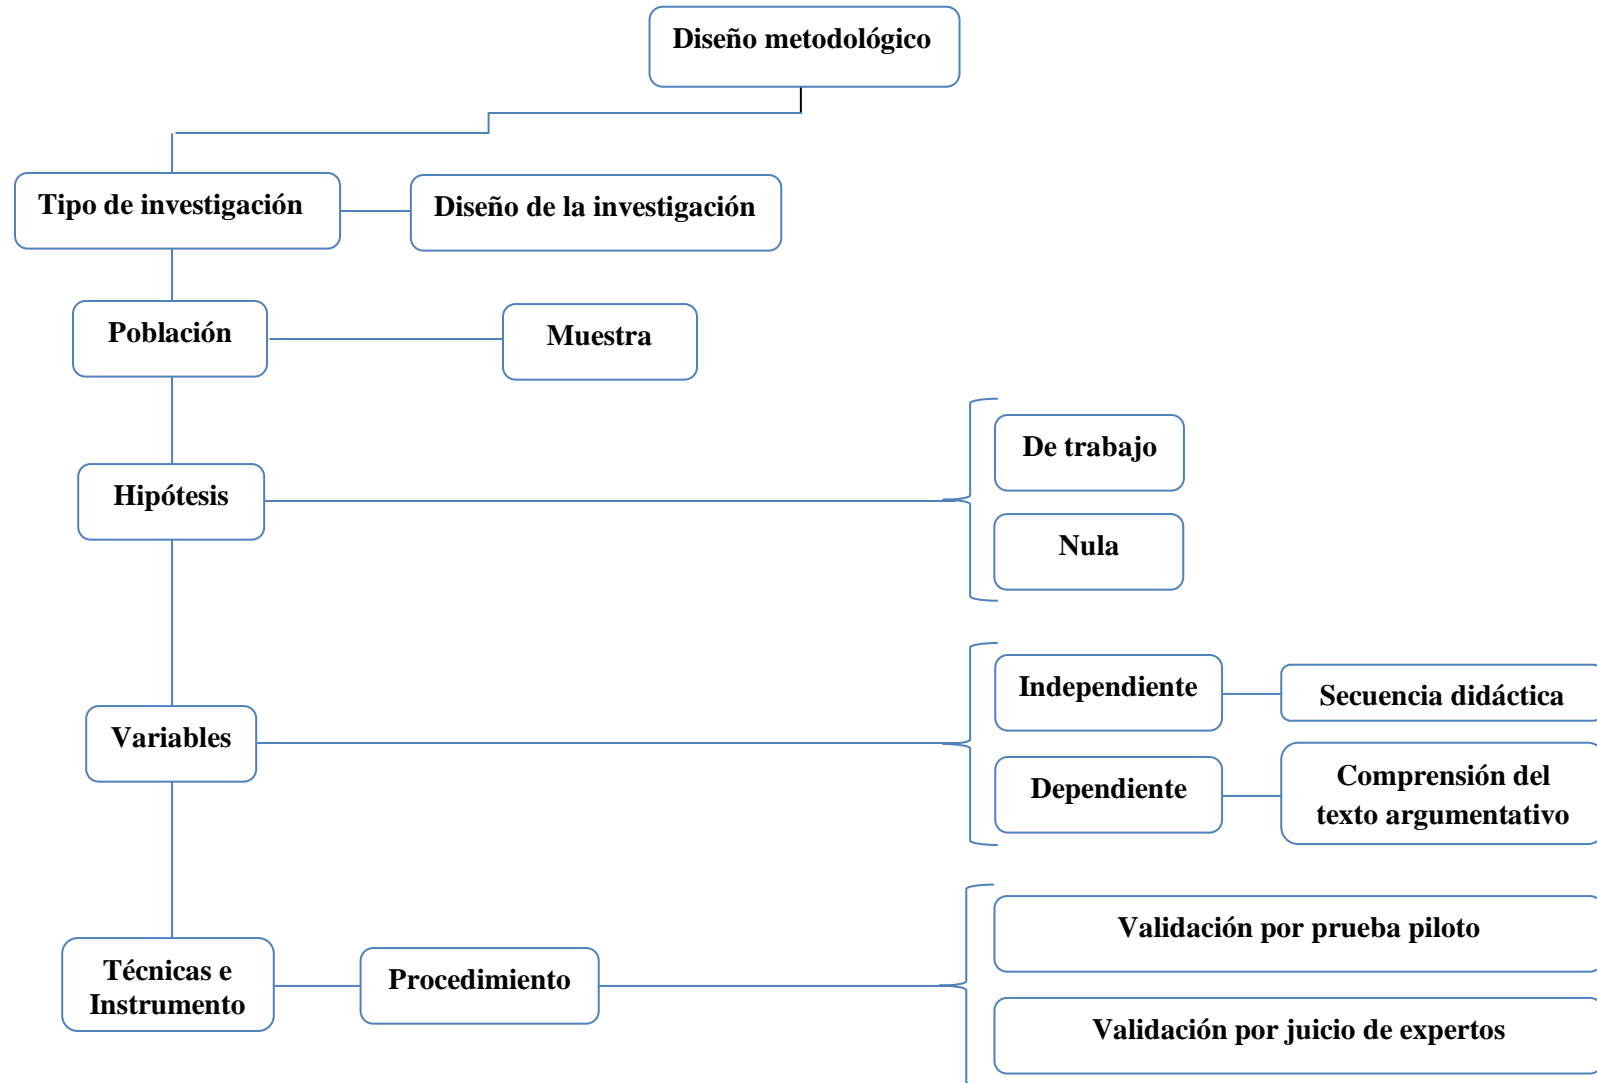 Diseño metodológico
Tipo de investigación
Diseño de la investigación
Población
Muestra
De trabajo
Hipótesis
Nula
Independiente
Secuencia didáctica
Variables
Dependiente
Comprensión del
texto argumentativo
Validación por prueba piloto
Técnicas e
Instrumento
Procedimiento
Validación por juicio de expertos